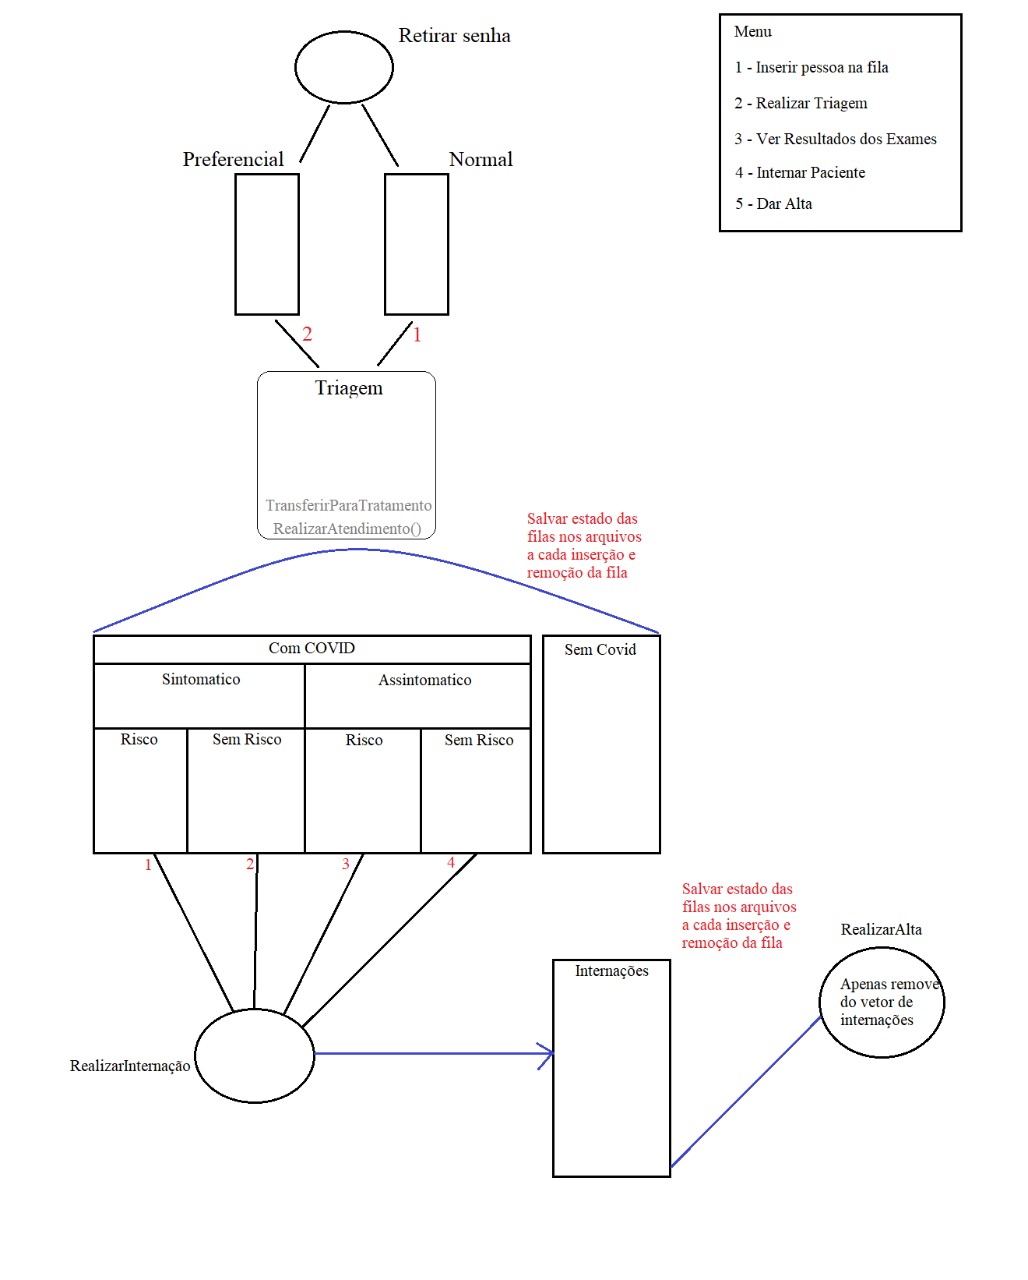 Retirar senha
Menu
1 - Inserir pessoa na fila
2 - Realizar Triagem
3 - Ver Resultados dos Exames
4 - Internar Paciente
5 - Dar Alta
Preferencial
Normal
2
1
Triagem
TransferirParaTratamento
RealizarAtendimento()
Salvar estado das
filas nos arquivos
a cada inserção e
remoção da fila
Com COVID
Sem Covid
Sintomatico
Assintomatico
Risco
Sem Risco
Risco
Sem Risco
1
2
3
4
Salvar estado das
filas nos arquivos
a cada inserção e
remoção da fila
RealizarAlta
Apenas remove
do vetor de
internações
Internações
RealizarInternação